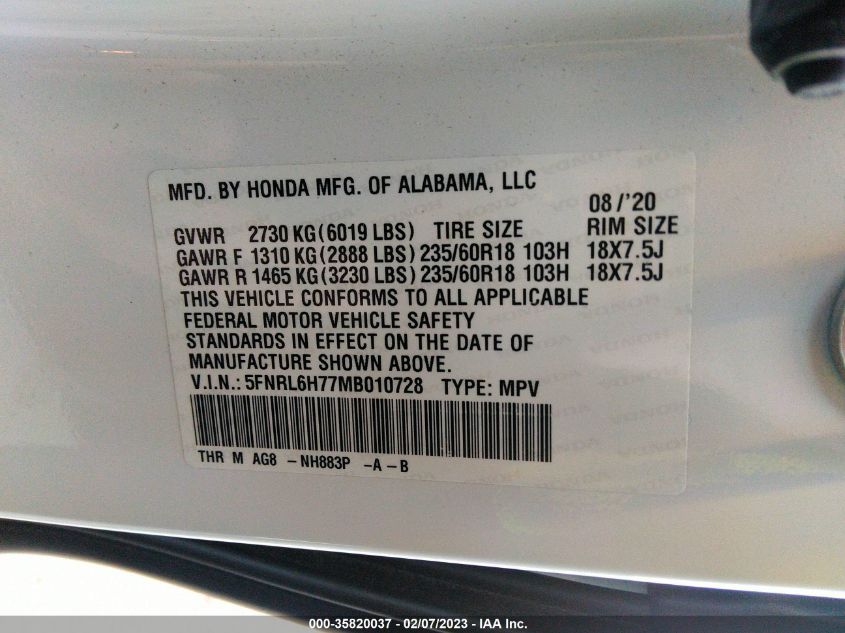 MFD. BY HONDA MFG. OF ALABAMA, LLC
08/'20
GVWR 2730 KG(6019 LBS) TIRE SIZE RIM SIZE
GAWR F 1310 KG(2888 LBS) 235/60R18 103H 18X7.5J
GAWR R 1465 KG(3230 LBS) 235/60R18 103H 18X7.5J
THIS VEHICLE CONFORMS TO ALL APPLICABLE
FEDERAL MOTOR VEHICLE SAFETY
STANDARDS IN EFFECT ON THE DATE OF
MANUFACTURE SHOWN ABOVE.
V.I.N.: 5FNRL6H77MB010728 TYPE: MPV
THR M AG8 -NH883P -A-B
000-35820037 - 02/07/2023 - IAA Inc.